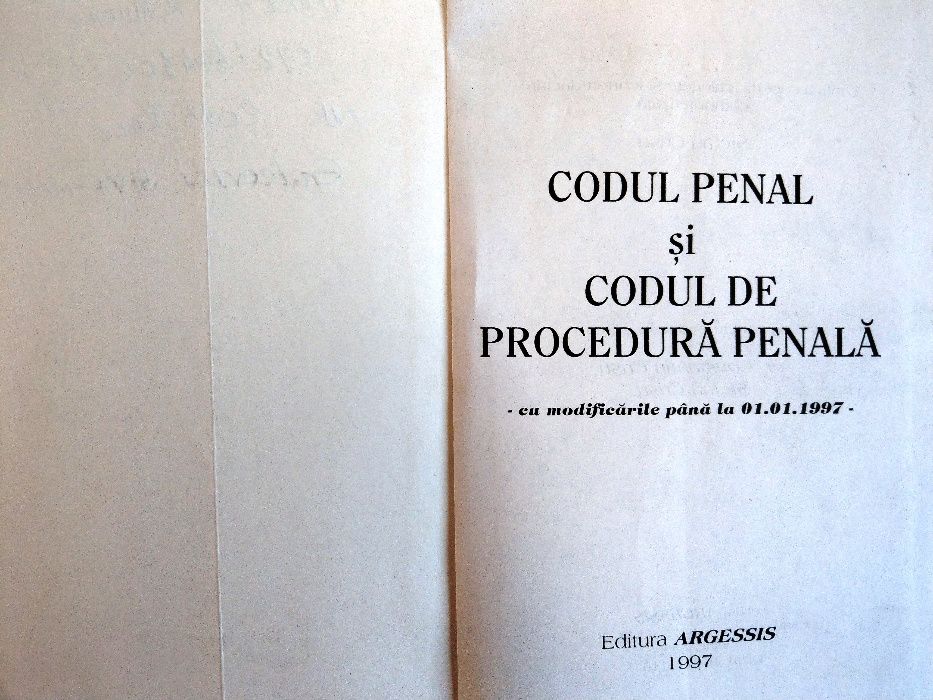 CODUL PENAL
și
CODUL DE
PROCEDURĂ PENALĂ
- cu modificările până la 01.01.1997 -
Editura ARGESSIS
1997